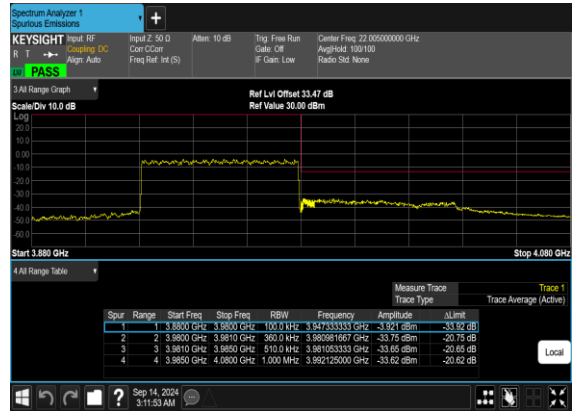 Spectrum Analyzer 1
Spurious Emissions
KEYSIGHT Input: RF Input Z: 50 Ω Atten: 10 dB Trig: Free Run Center Freq: 22.005000000 GHz
R T Coupling: DC Corr CCorr Gate: Off Avg|Hold: 100/100
Align: Auto Freq Ref: Int (S) IF Gain: Low Radio Std: None
LW PASS
3 All Range Graph
Ref Lvl Offset 33.47 dB
Scale/Div 10.0 dB Ref Value 30.00 dBm
Log
20.0
10.0
0.00
-10.0
-20.0
-30.0
-40.0
-50.0
-60.0
Start 3.880 GHz Stop 4.080 GHz
4 All Range Table
Measure Trace Trace 1
Trace Type Trace Average (Active)
Spur Range Start Freq Stop Freq RBW Frequency Amplitude ΔLimit
1 1 3.8800 GHz 3.9800 GHz 100.0 kHz 3.947333333 GHz -3.921 dBm -33.92 dB
2 2 3.9800 GHz 3.9810 GHz 360.0 kHz 3.980981667 GHz -33.75 dBm -20.75 dB
3 3 3.9810 GHz 3.9850 GHz 510.0 kHz 3.981053333 GHz -33.65 dBm -20.65 dB
4 4 3.9850 GHz 4.0800 GHz 1.000 MHz 3.992125000 GHz -33.62 dBm -20.62 dB
Local
? Sep 14, 2024
3:11:53 AM